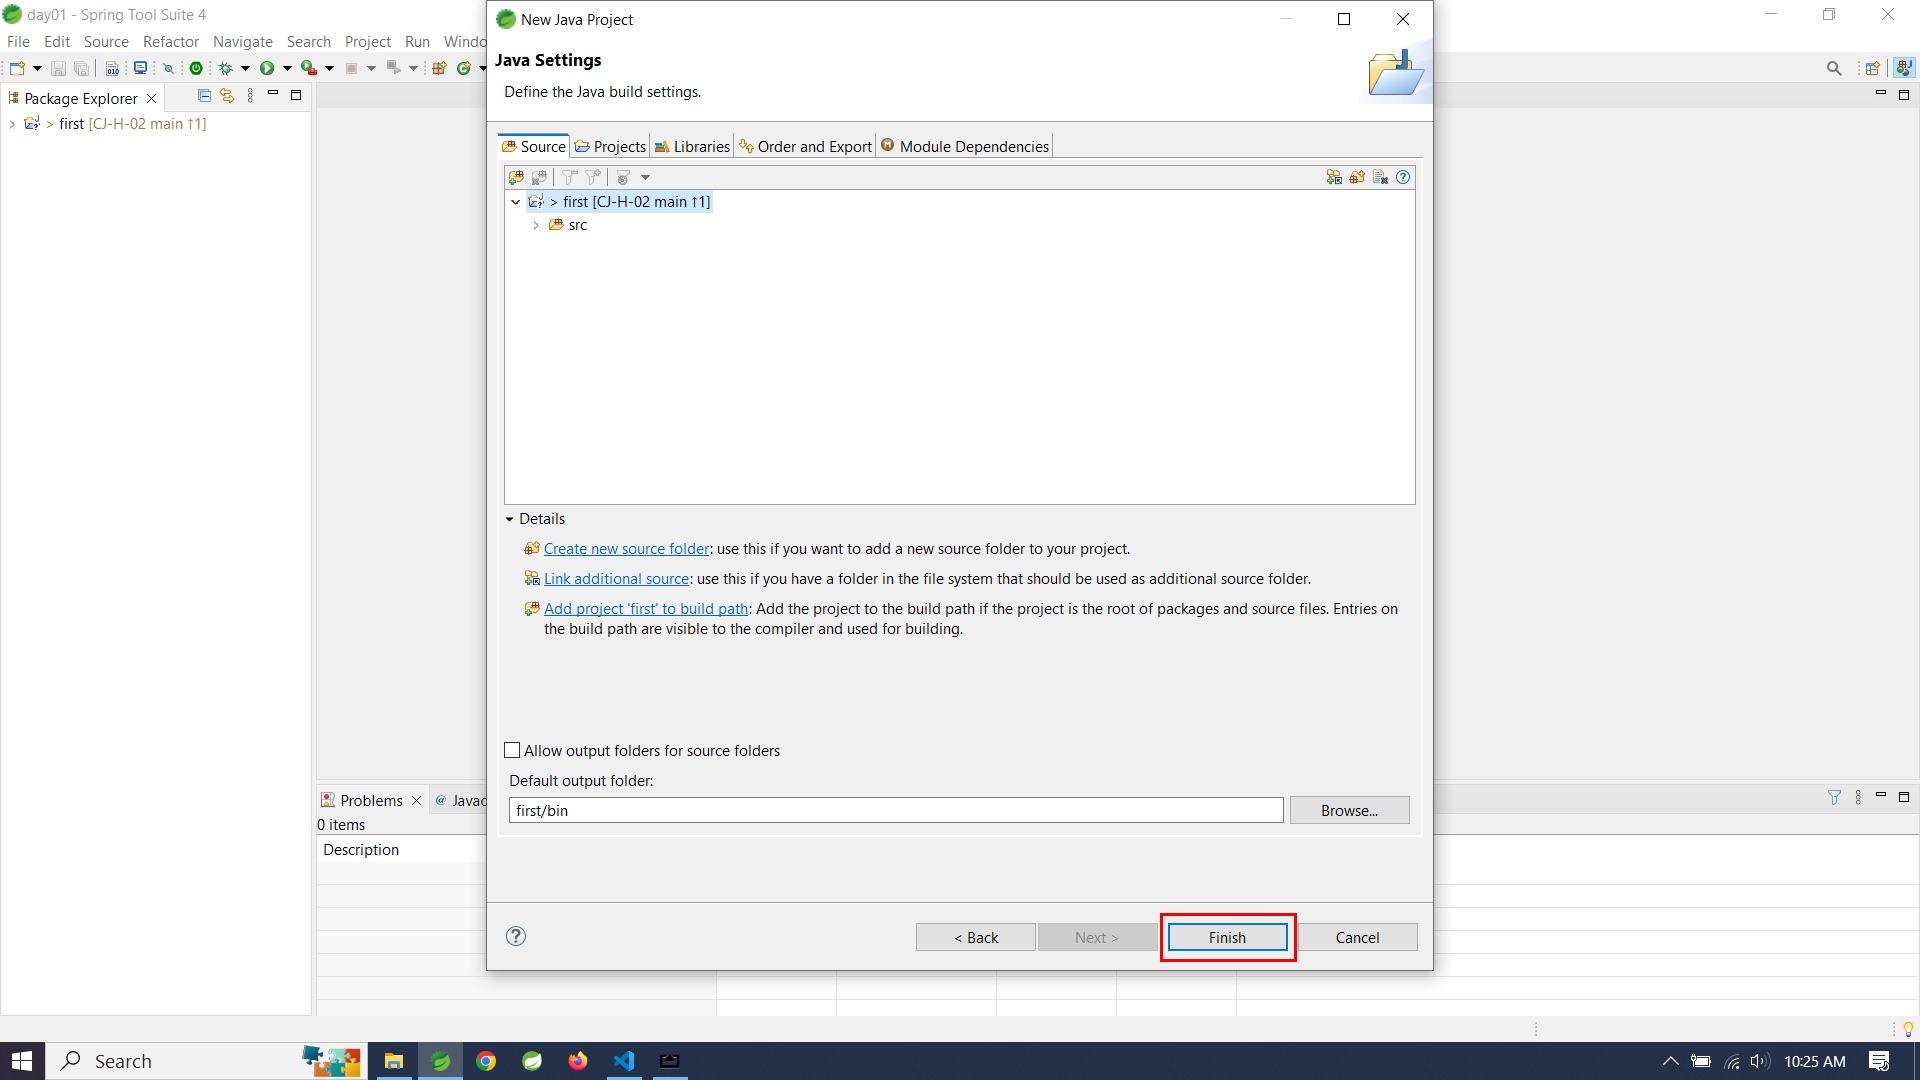 day01 - Spring Tool Suite 4
File Edit Source Refactor Navigate Search Project Run Windo
Package Explorer
> first [CJ-H-02 main ↑1]
New Java Project
Java Settings
Define the Java build settings.
Source Projects Libraries Order and Export Module Dependencies
> first [CJ-H-02 main ↑1]
src
Details
Create new source folder: use this if you want to add a new source folder to your project.
Link additional source: use this if you have a folder in the file system that should be used as additional source folder.
Add project 'first' to build path: Add the project to the build path if the project is the root of packages and source files. Entries on
the build path are visible to the compiler and used for building.
Allow output folders for source folders
Default output folder:
first/bin
Browse...
< Back Next > Finish Cancel
Problems @ Javad
0 items
Description
Search
10:25 AM